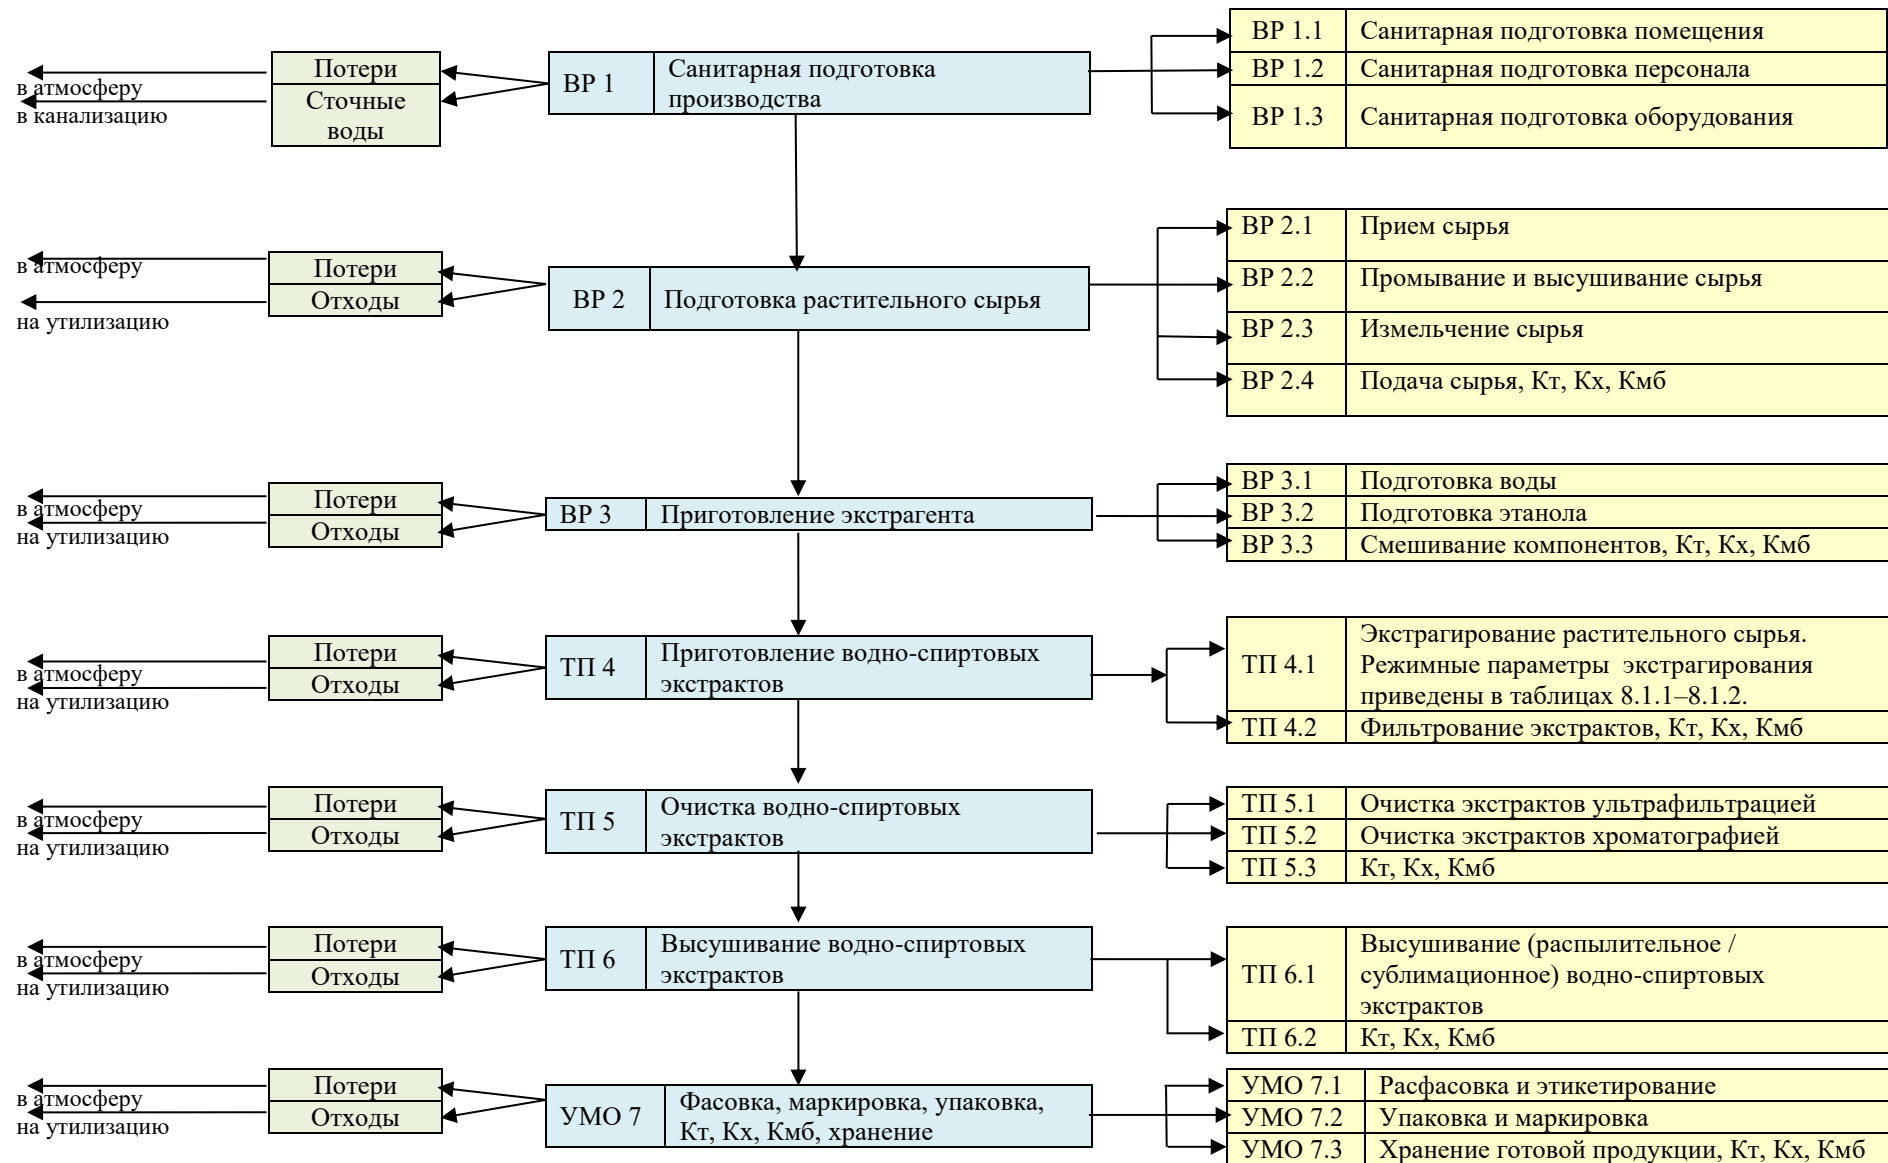 в атмосферу
в канализацию
Потери
Сточные
воды
ВР 1
Санитарная подготовка
производства
ВР 1.1 Санитарная подготовка помещения
ВР 1.2 Санитарная подготовка персонала
ВР 1.3 Санитарная подготовка оборудования
в атмосферу
на утилизацию
Потери
Отходы
ВР 2 Подготовка растительного сырья
ВР 2.1 Прием сырья
ВР 2.2 Промывание и высушивание сырья
ВР 2.3 Измельчение сырья
ВР 2.4 Подача сырья, Кт, Кх, Кмб
в атмосферу
на утилизацию
Потери
Отходы
ВР 3 Приготовление экстрагента
ВР 3.1 Подготовка воды
ВР 3.2 Подготовка этанола
ВР 3.3 Смешивание компонентов, Кт, Кх, Кмб
в атмосферу
на утилизацию
Потери
Отходы
ТП 4
Приготовление водно-спиртовых
экстрактов
ТП 4.1
Экстрагирование растительного сырья.
Режимные параметры экстрагирования
приведены в таблицах 8.1.1–8.1.2.
ТП 4.2 Фильтрование экстрактов, Кт, Кх, Кмб
в атмосферу
на утилизацию
Потери
Отходы
ТП 5
Очистка водно-спиртовых
экстрактов
ТП 5.1 Очистка экстрактов ультрафильтрацией
ТП 5.2 Очистка экстрактов хроматографией
ТП 5.3 Кт, Кх, Кмб
в атмосферу
на утилизацию
Потери
Отходы
ТП 6
Высушивание водно-спиртовых
экстрактов
ТП 6.1
Высушивание (распылительное /
сублимационное) водно-спиртовых
экстрактов
ТП 6.2 Кт, Кх, Кмб
в атмосферу
на утилизацию
Потери
Отходы
УМО 7
Фасовка, маркировка, упаковка,
Кт, Кх, Кмб, хранение
УМО 7.1 Расфасовка и этикетирование
УМО 7.2 Упаковка и маркировка
УМО 7.3 Хранение готовой продукции, Кт, Кх, Кмб